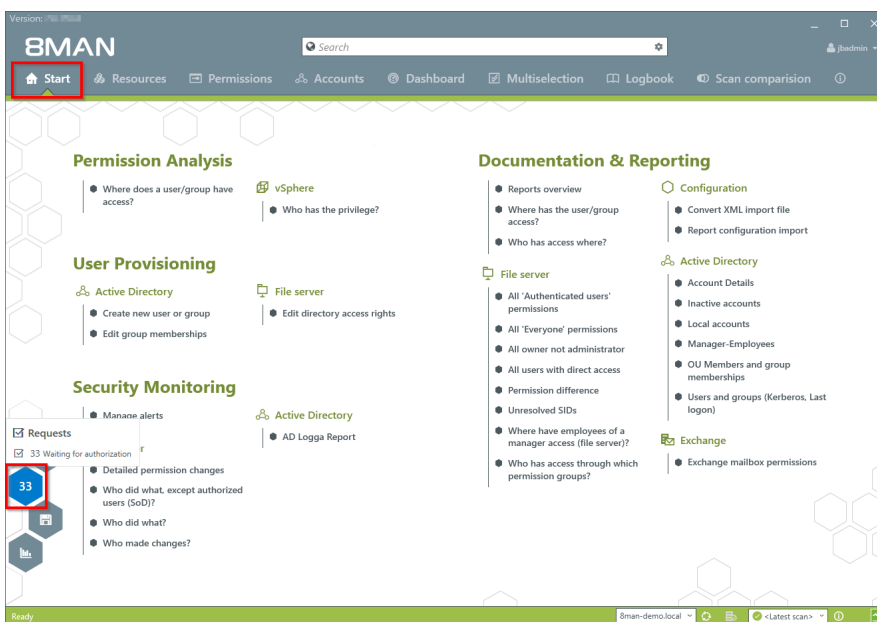 Version:
8MAN
Search
jbadmin
Start
Resources
Permissions
Accounts
Dashboard
Multiselection
Logbook
Scan comparision
Permission Analysis
Where does a user/group have
access?
vSphere
Who has the privilege?
User Provisioning
Active Directory
Create new user or group
Edit group memberships
File server
Edit directory access rights
Security Monitoring
Manage alerts
Requests
33 Waiting for authorization
r
33
Detailed permission changes
Who did what, except authorized
users (SoD)?
Who did what?
Who made changes?
Active Directory
AD Logga Report
Documentation & Reporting
Reports overview
Where has the user/group
access?
Who has access where?
File server
All 'Authenticated users'
permissions
All 'Everyone' permissions
All owner not administrator
All users with direct access
Permission difference
Unresolved SIDs
Where have employees of a
manager access (file server)?
Who has access through which
permission groups?
Configuration
Convert XML import file
Report configuration import
Active Directory
Account Details
Inactive accounts
Local accounts
Manager-Employees
OU Members and group
memberships
Users and groups (Kerberos, Last
logon)
Exchange
Exchange mailbox permissions
Ready
8man-demo.local
<Latest scan>